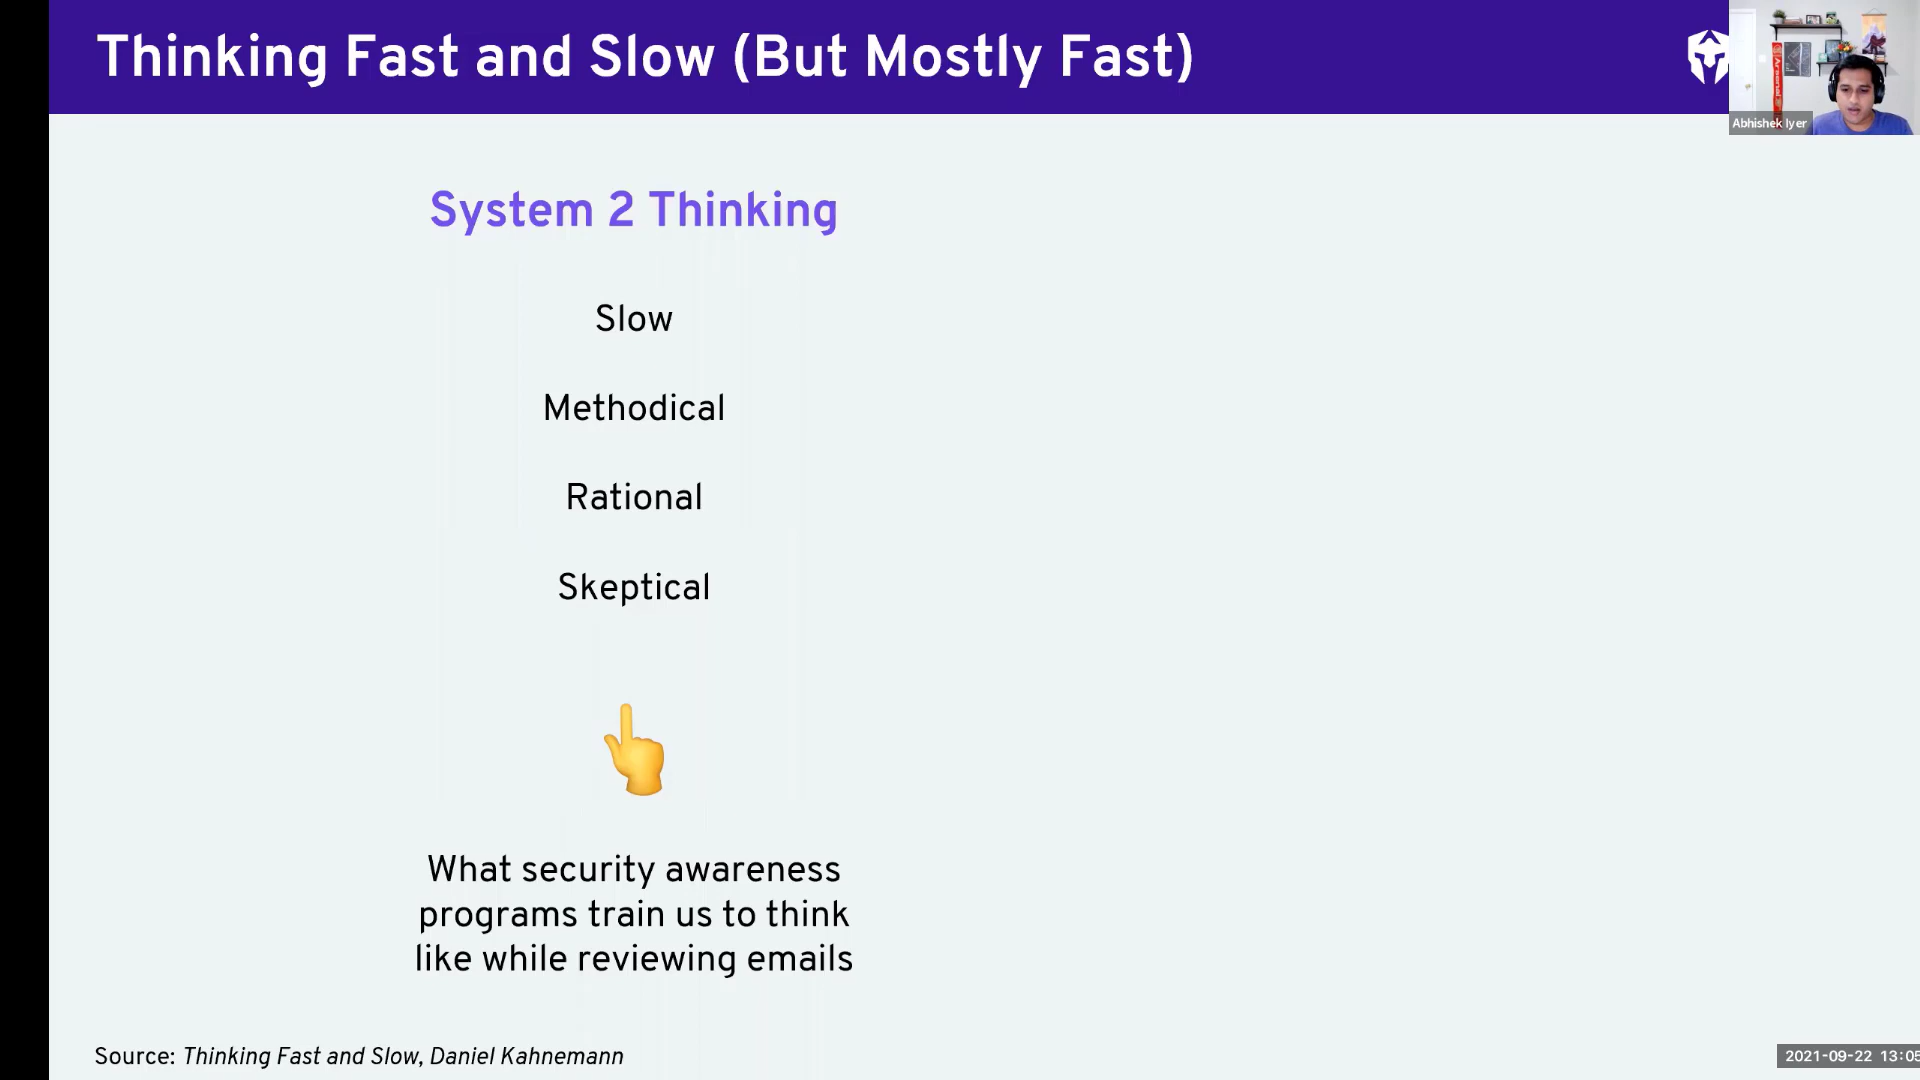 Thinking Fast and Slow (But Mostly Fast)
Abhishek Iyer
System 2 Thinking
Slow
Methodical
Rational
Skeptical
What security awareness
programs train us to think
like while reviewing emails
Source: Thinking Fast and Slow, Daniel Kahnemann
2021-09-22 13:05